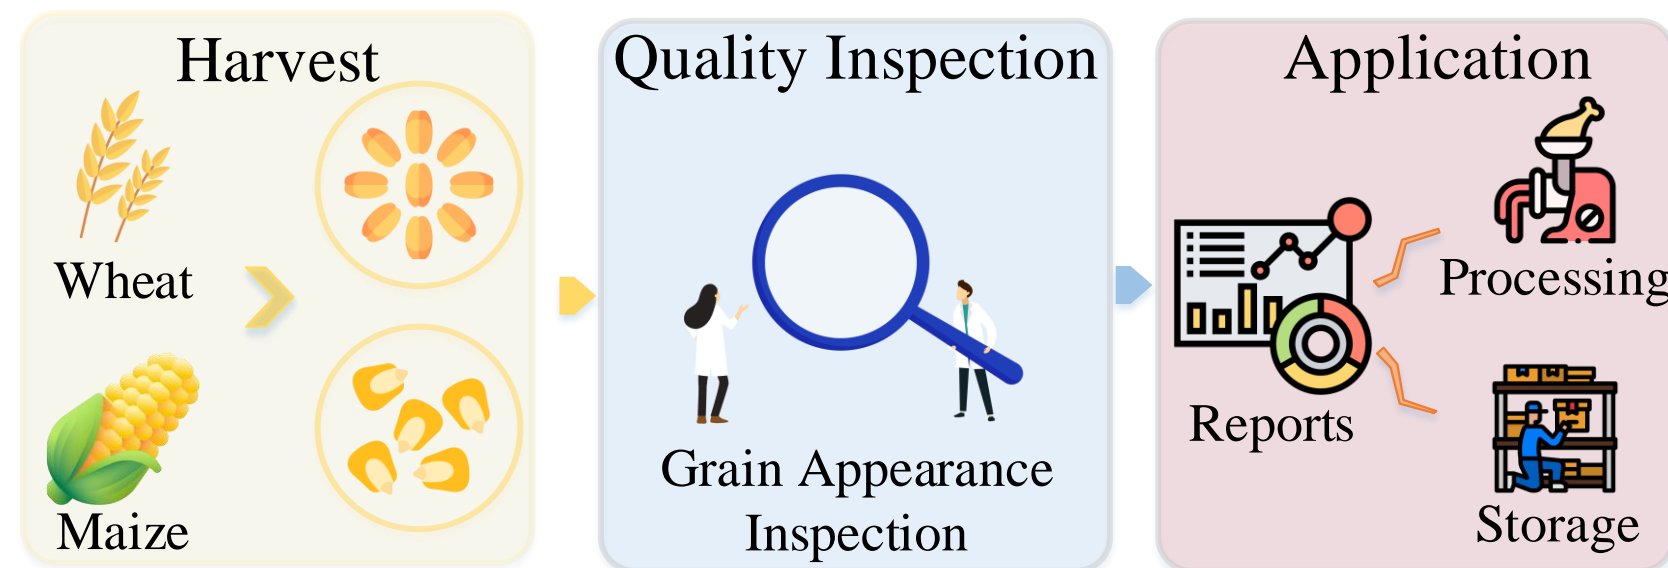 Harvest
Wheat
Maize
Quality Inspection
Grain Appearance
Inspection
Application
Processing
Reports
Storage